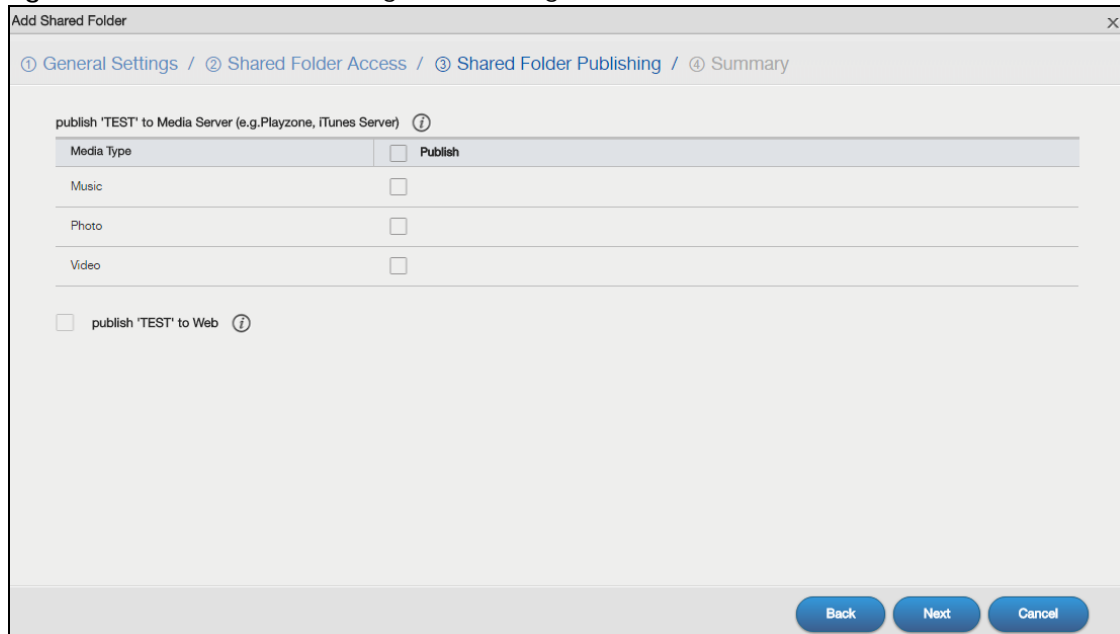 Add Shared Folder X
① General Settings / ② Shared Folder Access / ③ Shared Folder Publishing / ④ Summary
publish 'TEST' to Media Server (e.g.Playzone, iTunes Server) i
Media Type Publish
Music
Photo
Video
publish 'TEST' to Web i
Back Next Cancel